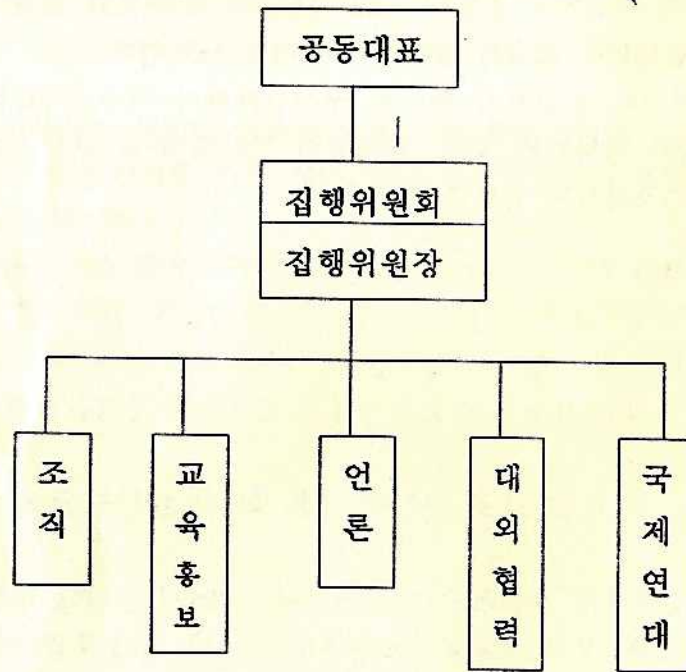 공동대표
집행위원회
집행위원장
조직
교육홍보
언론
대외협력
국제연대